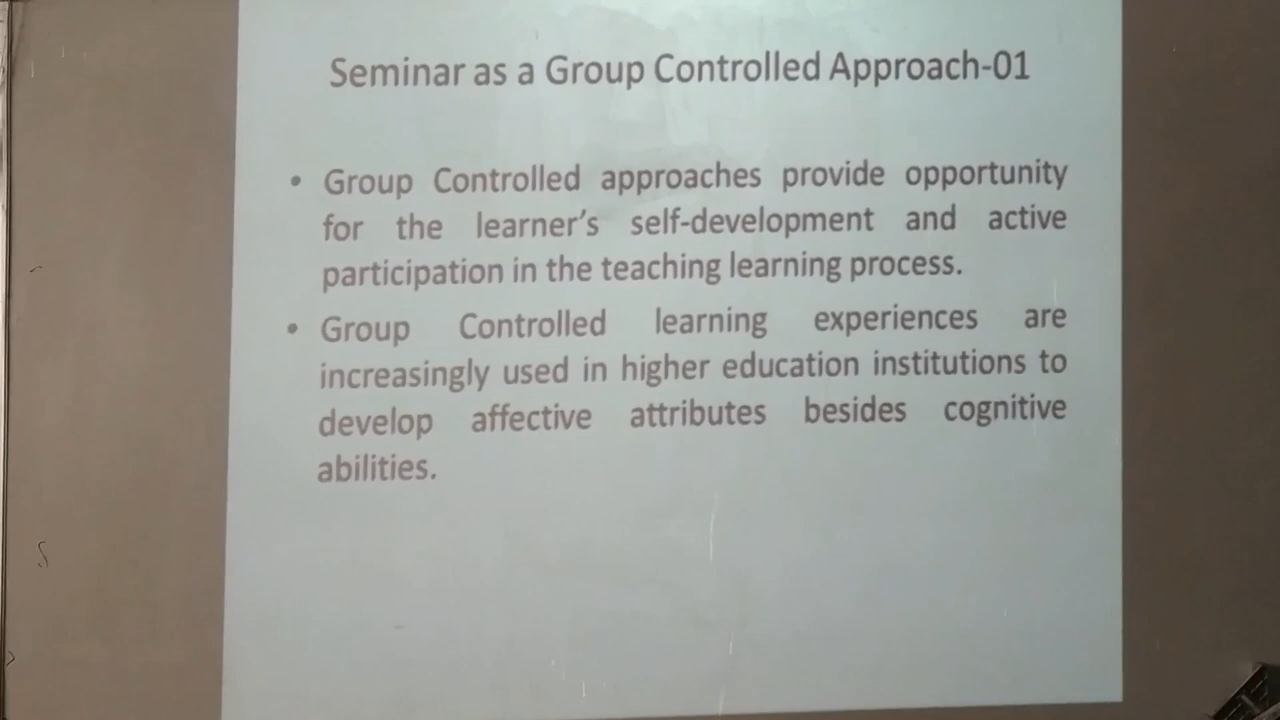 Seminar as a Group Controlled Approach-01
• Group Controlled approaches provide opportunity
for the learner's self-development and active
participation in the teaching learning process.
• Group Controlled learning experiences are
increasingly used in higher education institutions to
develop affective attributes besides cognitive
abilities.